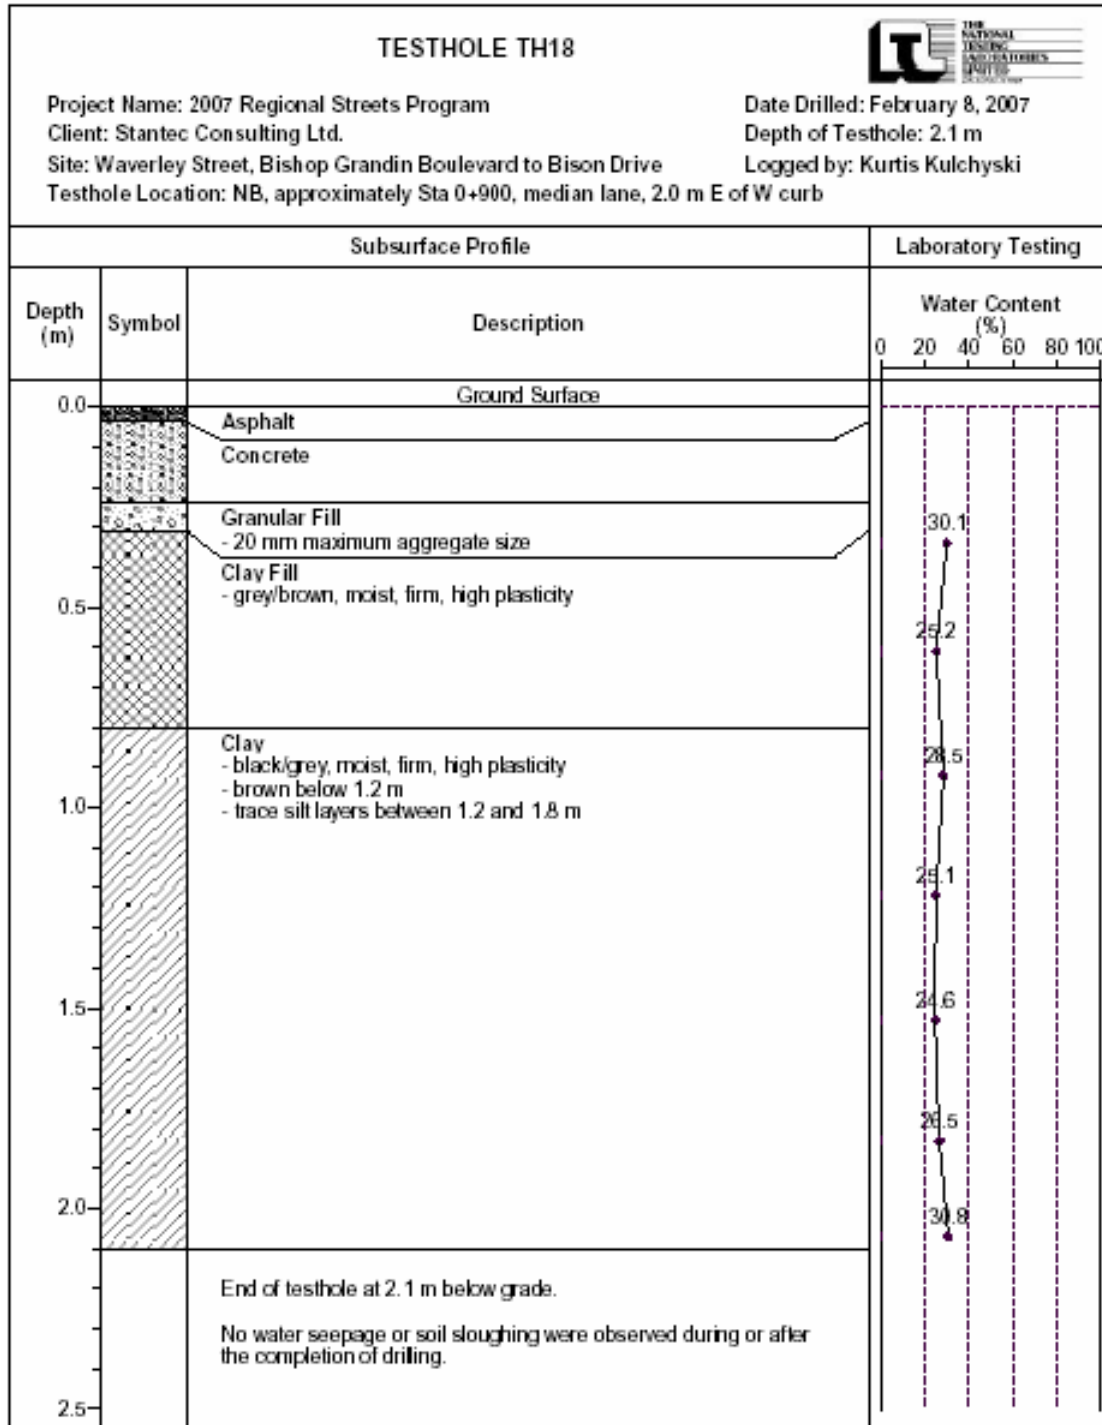 TESTHOLE TH18
THE
NATIONAL
TESTING
LABORATORIES
LIMITED
Project Name: 2007 Regional Streets Program
Date Drilled: February 8, 2007
Client: Stantec Consulting Ltd.
Depth of Testhole: 2.1 m
Site: Waverley Street, Bishop Grandin Boulevard to Bison Drive
Logged by: Kurtis Kulchyski
Testhole Location: NB, approximately Sta 0+900, median lane, 2.0 m E of W curb
Subsurface Profile
Laboratory Testing
Depth
(m)
Symbol
Description
Water Content
(%)
0 20 40 60 80 100
Ground Surface
0.0
Asphalt
Concrete
Granular Fill
- 20 mm maximum aggregate size
30.1
Clay Fill
- grey/brown, moist, firm, high plasticity
0.5
25.2
Clay
- black/grey, moist, firm, high plasticity
- brown below 1.2 m
- trace silt layers between 1.2 and 1.8 m
28.5
1.0
25.1
1.5
24.6
26.5
2.0
30.8
End of testhole at 2.1 m below grade.
No water seepage or soil sloughing were observed during or after
the completion of drilling.
2.5